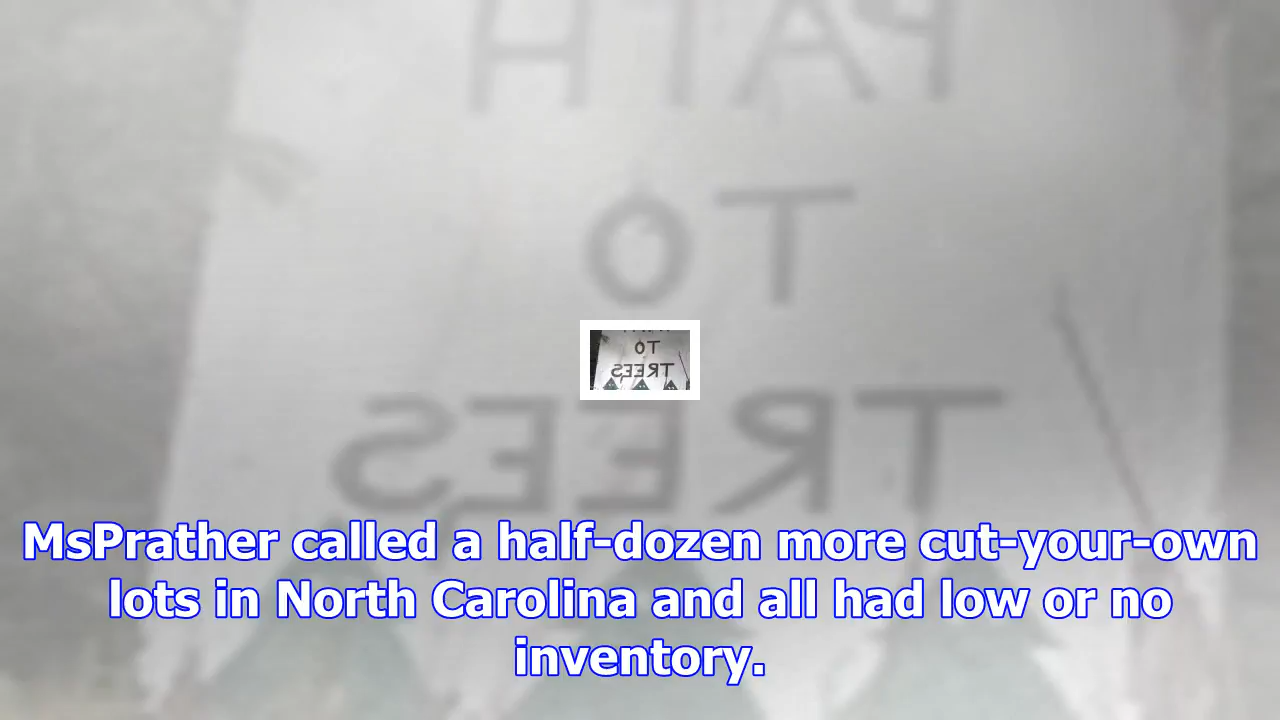 PATH
TO
TREES
TO
TREES
MsPrather called a half-dozen more cut-your-own
lots in North Carolina and all had low or no
inventory.